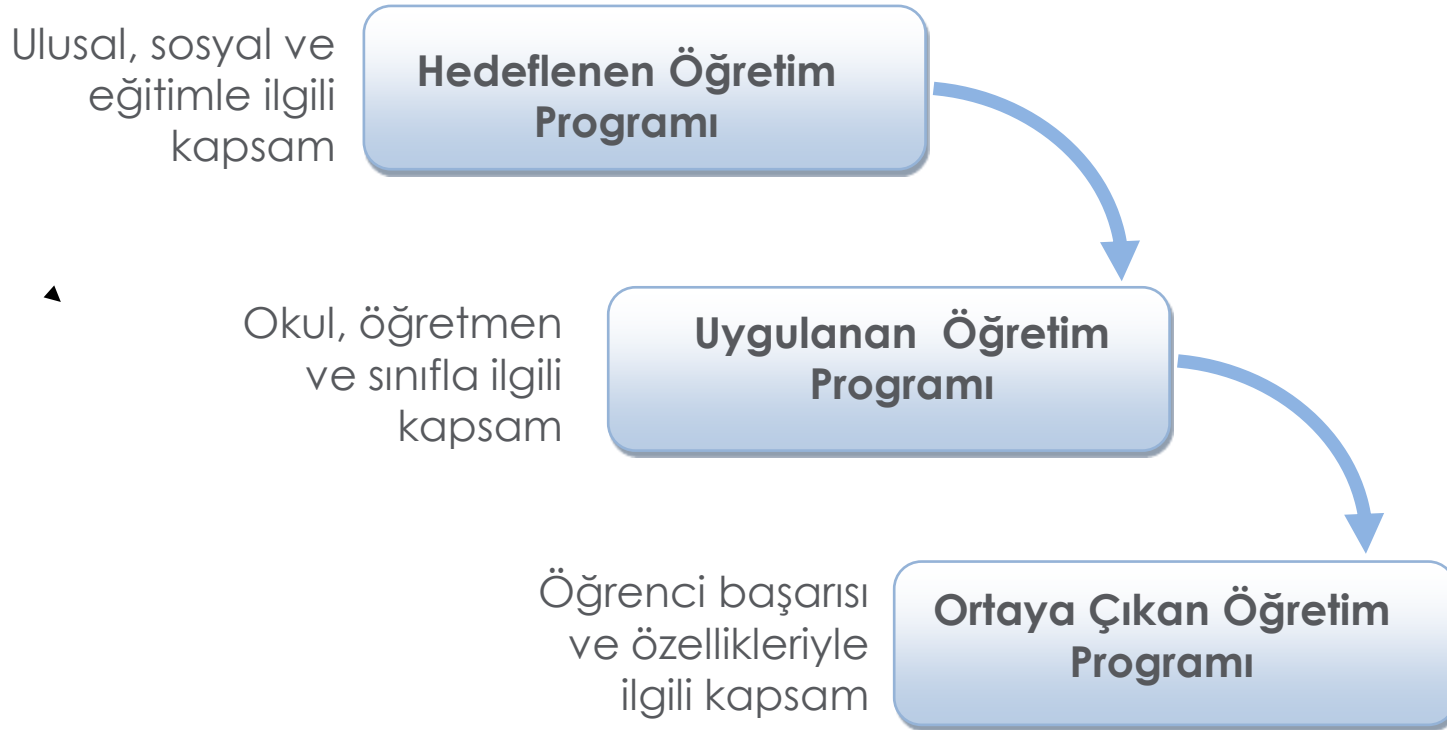 Ulusal, sosyal ve
eğitimle ilgili
kapsam
Hedeflenen Öğretim
Programı
Okul, öğretmen
ve sınıfla ilgili
kapsam
Uygulanan Öğretim
Programı
Öğrenci başarısı
ve özellikleriyle
ilgili kapsam
Ortaya Çıkan Öğretim
Programı